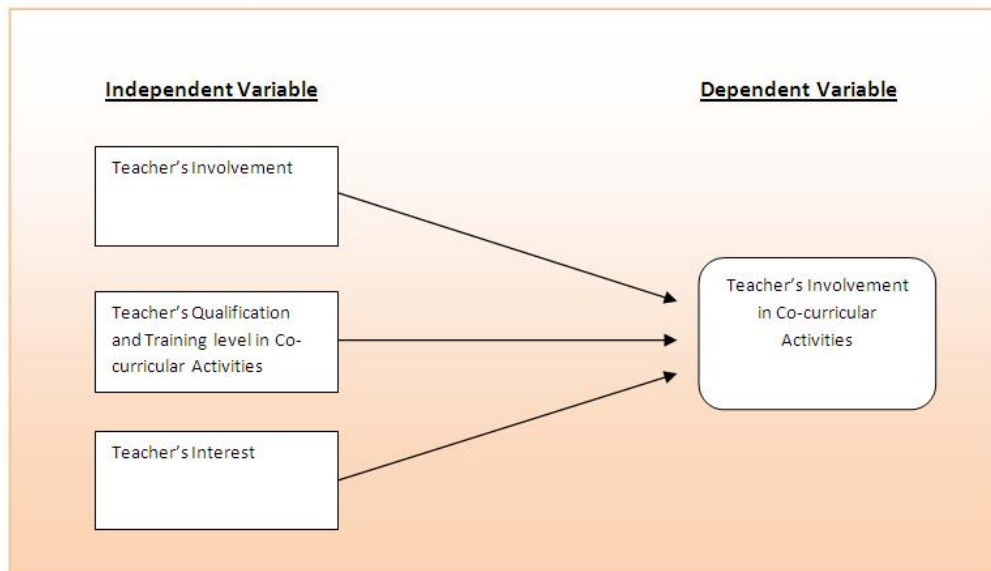 Independent Variable
Dependent Variable
Teacher's Involvement
Teacher's Qualification
and Training level in Co-
curricular Activities
Teacher's Interest
Teacher's Involvement
in Co-curricular
Activities